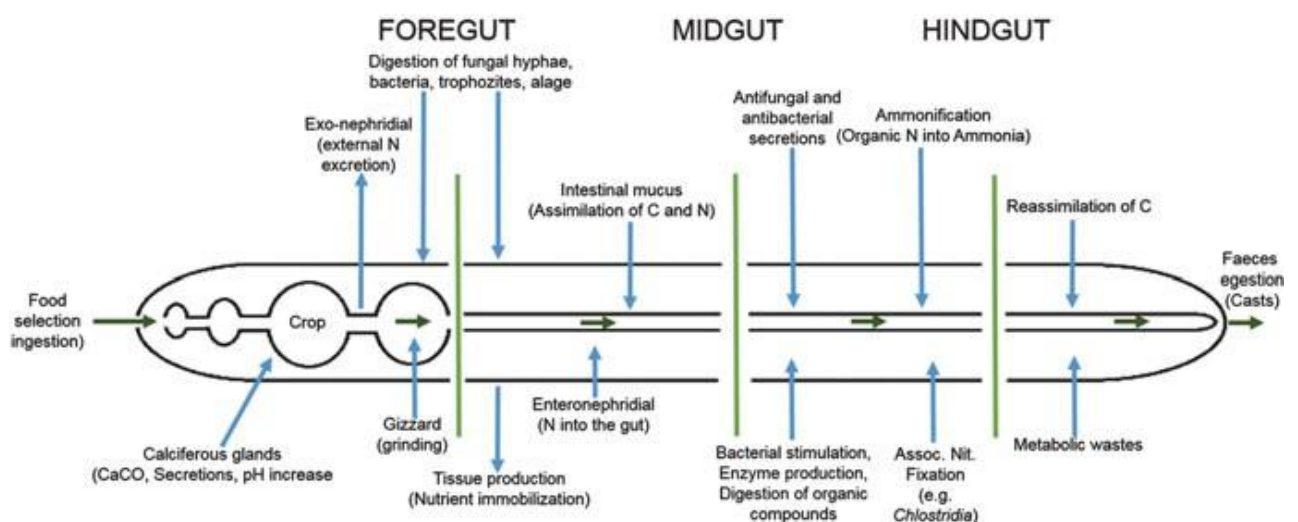 FOREGUT
MIDGUT
HINDGUT
Digestion of fungal hyphae,
bacteria, trophozites, alage
Exo-nephridial
(external N
excretion)
Antifungal and
antibacterial
secretions
Ammonification
(Organic N into Ammonia)
Intestinal mucus
(Assimilation of C and N)
Reassimilation of C
Food
selection
ingestion)
Crop
Faeces
egestion
(Casts)
Calciferous glands
(CaCO, Secretions, pH increase
Gizzard
(grinding)
Tissue production
(Nutrient immobilization)
Enteronephridial
(N into the gut)
Bacterial stimulation,
Enzyme production,
Digestion of organic
compounds
Assoc. Nit.
Fixation
(e.g.
Chlostridia)
Metabolic wastes